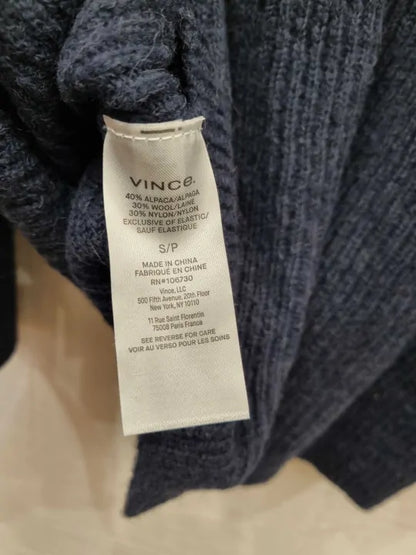 VINCE.
40% ALPACA/ALPAGA
30% WOOL/LAINE
30% NYLON/NYLON
EXCLUSIVE OF ELASTIC/
SAUF ELASTIQUE
S/P
MADE IN CHINA
FABRIQUÉ EN CHINE
RN#106730
Vince, LLC
500 Fifth Avenue, 20th Floor
New York, NY 10110
11 Rue Saint Florentin
75008 Paris France
SEE REVERSE FOR CARE
VOIR AU VERSO POUR LES SOINS